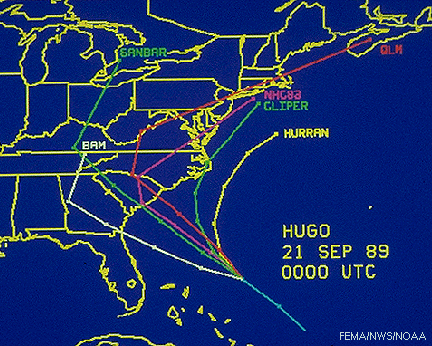 SANBAR
QLM
NHC83
CLIPER
HURRAN
BAM
HUGO
21 SEP 89
0000 UTC
FEMA/NWS/NOAA